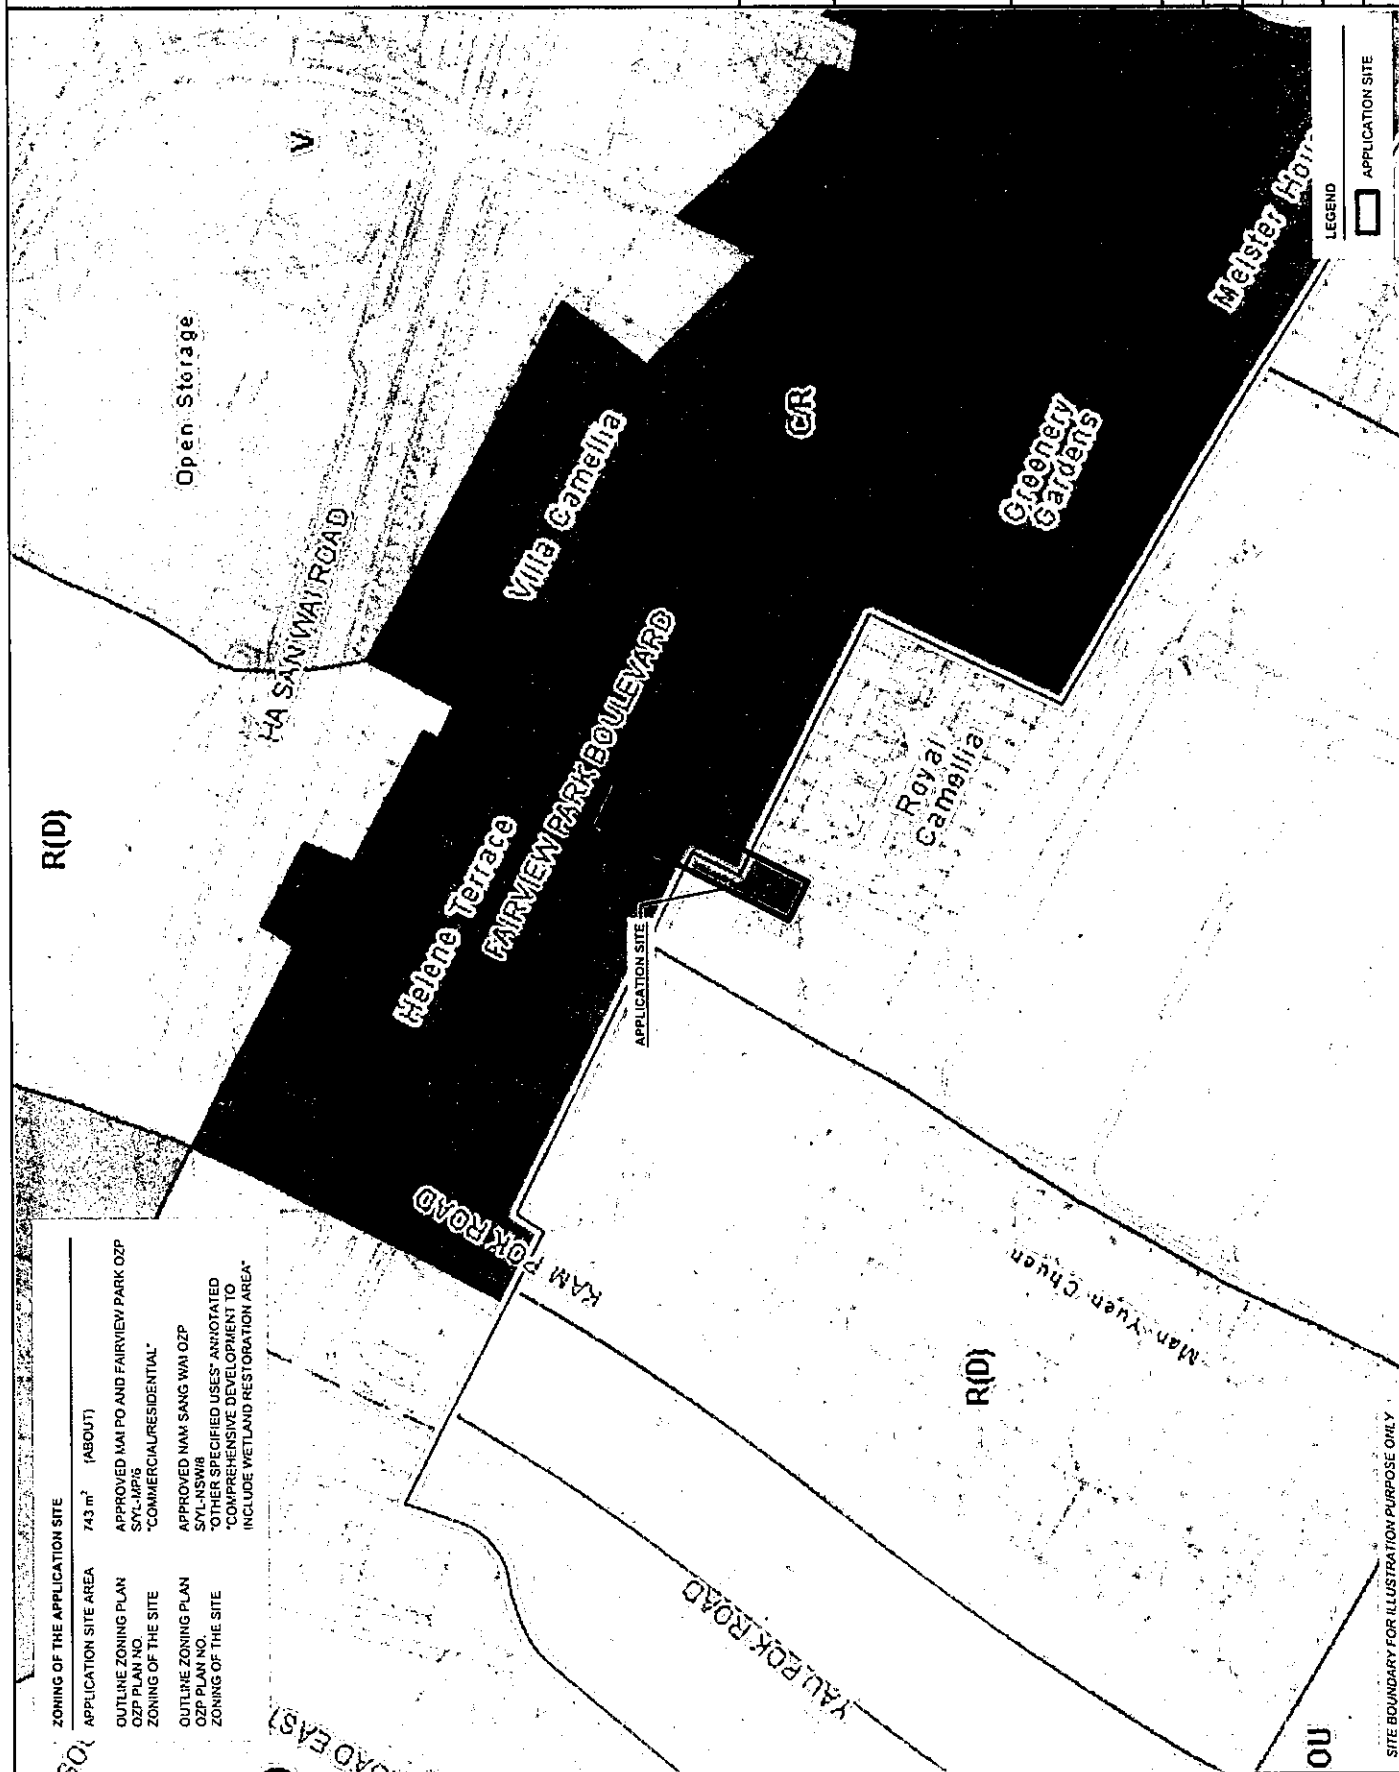 ZONING OF THE APPLICATION SITE
APPLICATION SITE AREA 743 m² (ABOUT)
OUTLINE ZONING PLAN APPROVED MAI PO AND FAIRVIEW PARK OZP
OZP PLAN NO. S/YL-MP/6
ZONING OF THE SITE "COMMERCIAL/RESIDENTIAL"
OUTLINE ZONING PLAN APPROVED NAM SANG WAI OZP
OZP PLAN NO. S/YL-NSW/8
ZONING OF THE SITE "OTHER SPECIFIED USES" ANNOTATED
"COMPREHENSIVE DEVELOPMENT TO
INCLUDE WETLAND RESTORATION AREA"
R(D)
V
Open Storage
HA SAN WAI ROAD
Villa Camellia
Helene Terrace
FAIRVIEW PARK BOULEVARD
C/R
Greenery
Gardens
KAM POK ROAD
APPLICATION SITE
Royal
Camellia
Man Yuen Chuen
R(D)
YAU POK ROAD
OU
LEGEND
APPLICATION SITE
SITE BOUNDARY FOR ILLUSTRATION PURPOSE ONLY